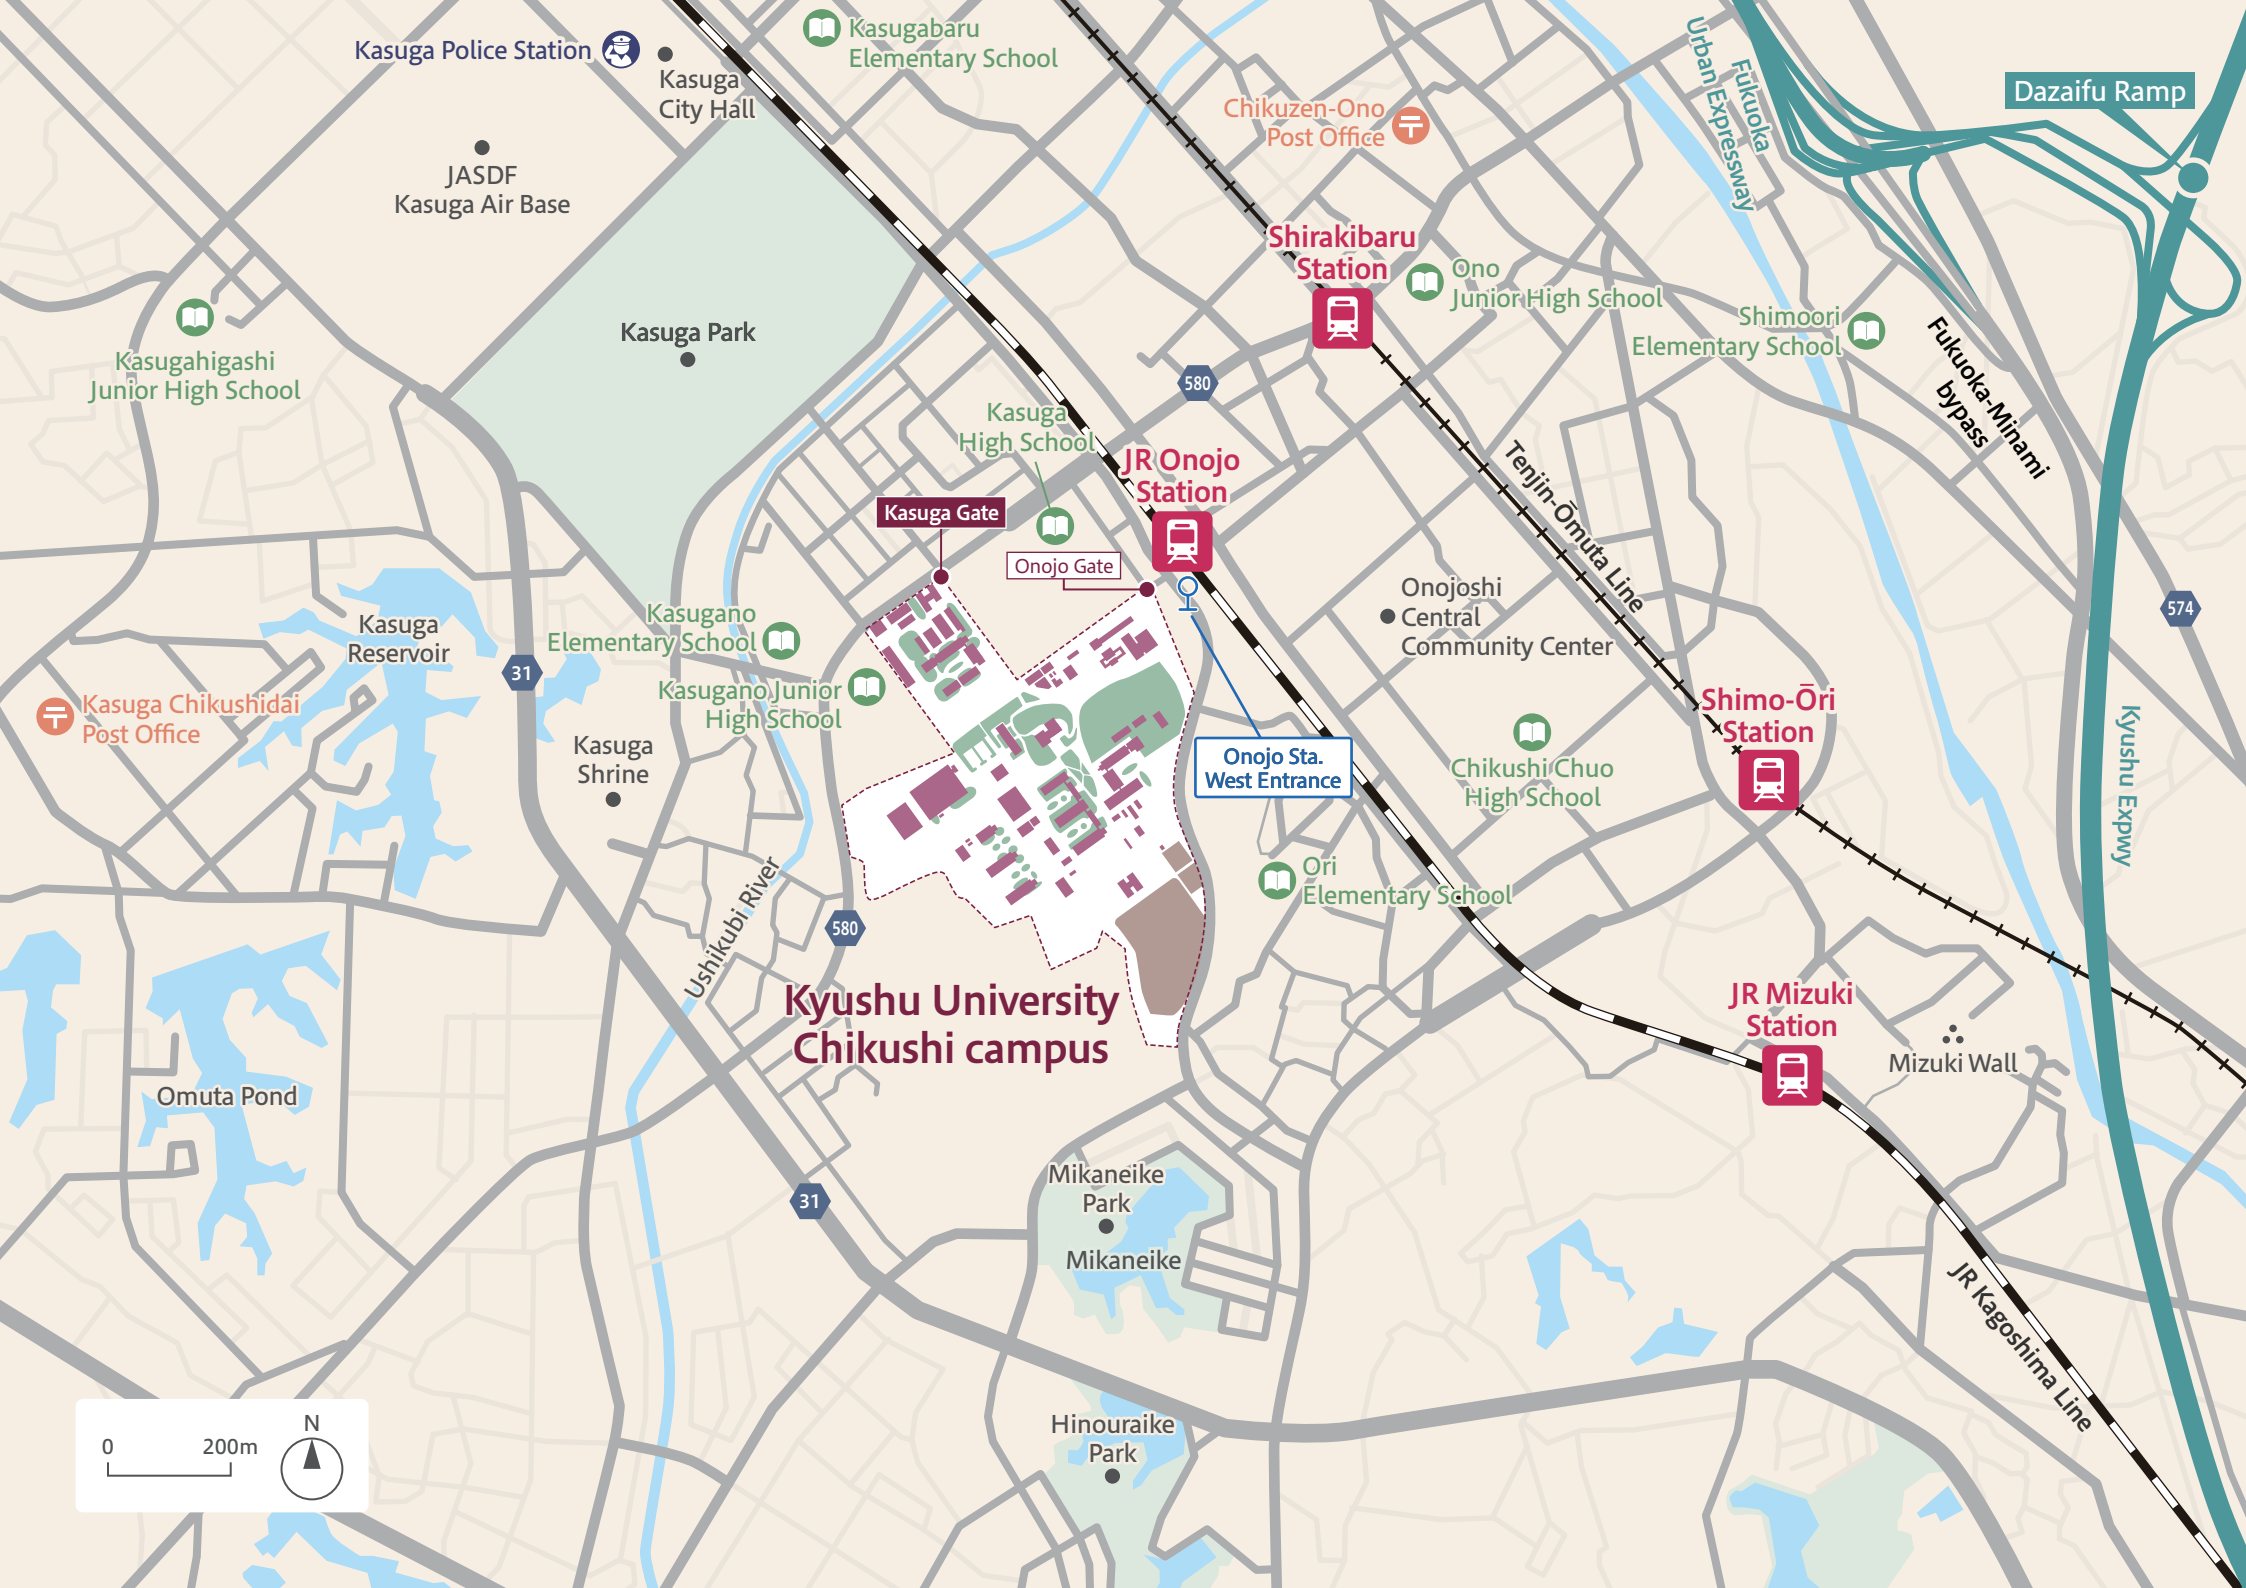 Kasuga Police Station
Kasuga
City Hall
Kasugabaru
Elementary School
Chikuzen-Ono
Post Office
Fukuoka
Urban Expressway
Dazaifu Ramp
JASDF
Kasuga Air Base
Kasugahigashi
Junior High School
Kasuga Park
Shirakibaru
Station
Ono
Junior High School
Shimoori
Elementary School
Fukuoka-Minami
bypass
580
Kasuga
High School
JR Onojo
Station
Tenjin-Ōmuta Line
Kasuga Gate
Onojo Gate
Onojoshi
Central
Community Center
574
Kasuga
Reservoir
Kasugano
Elementary School
31
Kasugano Junior
High School
Kasuga Chikushidai
Post Office
Kasuga
Shrine
Onojo Sta.
West Entrance
Shimo-Ōri
Station
Chikushi Chuo
High School
Kyushu Expwy
Ori
Elementary School
Ushikubi River
580
Kyushu University
Chikushi campus
JR Mizuki
Station
Mizuki Wall
Omuta Pond
31
Mikaneike
Park
Mikaneike
JR Kagoshima Line
Hinouraike
Park
0
200m
N